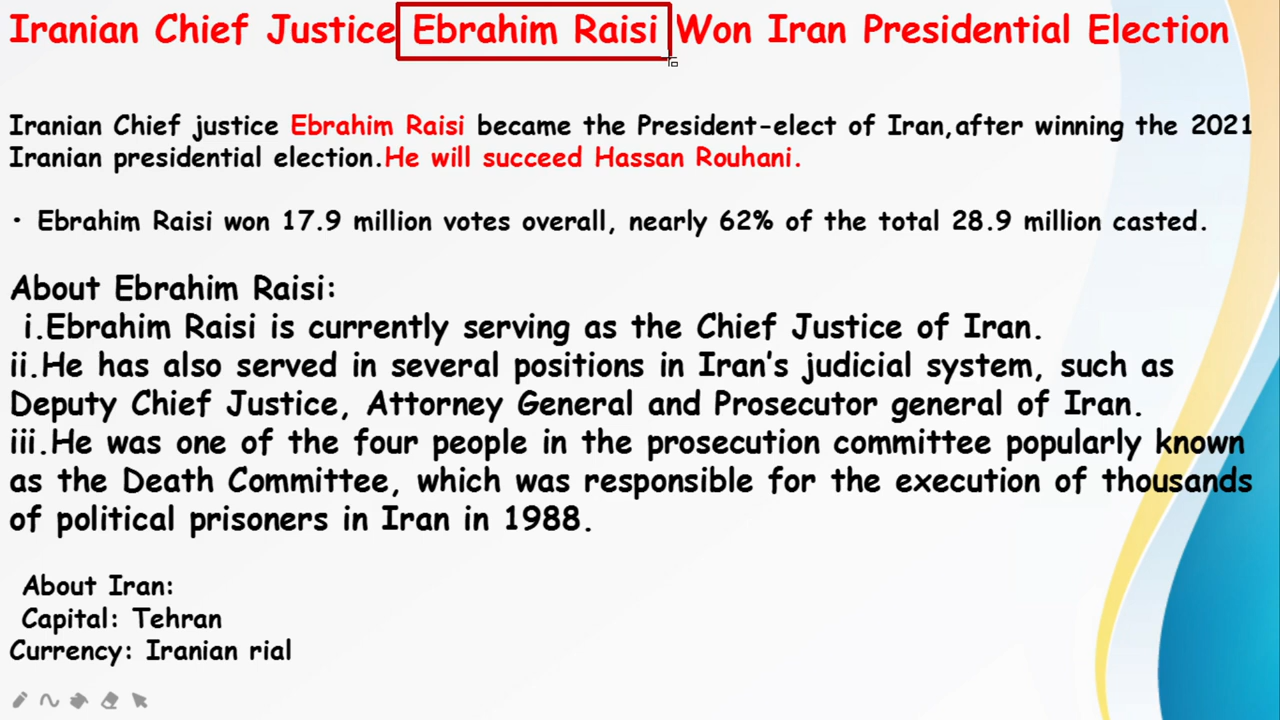 Iranian Chief Justice Ebrahim Raisi Won Iran Presidential Election
Iranian Chief justice Ebrahim Raisi became the President-elect of Iran,after winning the 2021
Iranian presidential election.He will succeed Hassan Rouhani.
• Ebrahim Raisi won 17.9 million votes overall, nearly 62% of the total 28.9 million casted.
About Ebrahim Raisi:
i.Ebrahim Raisi is currently serving as the Chief Justice of Iran.
ii.He has also served in several positions in Iran's judicial system, such as
Deputy Chief Justice, Attorney General and Prosecutor general of Iran.
iii.He was one of the four people in the prosecution committee popularly known
as the Death Committee, which was responsible for the execution of thousands
of political prisoners in Iran in 1988.
About Iran:
Capital: Tehran
Currency: Iranian rial